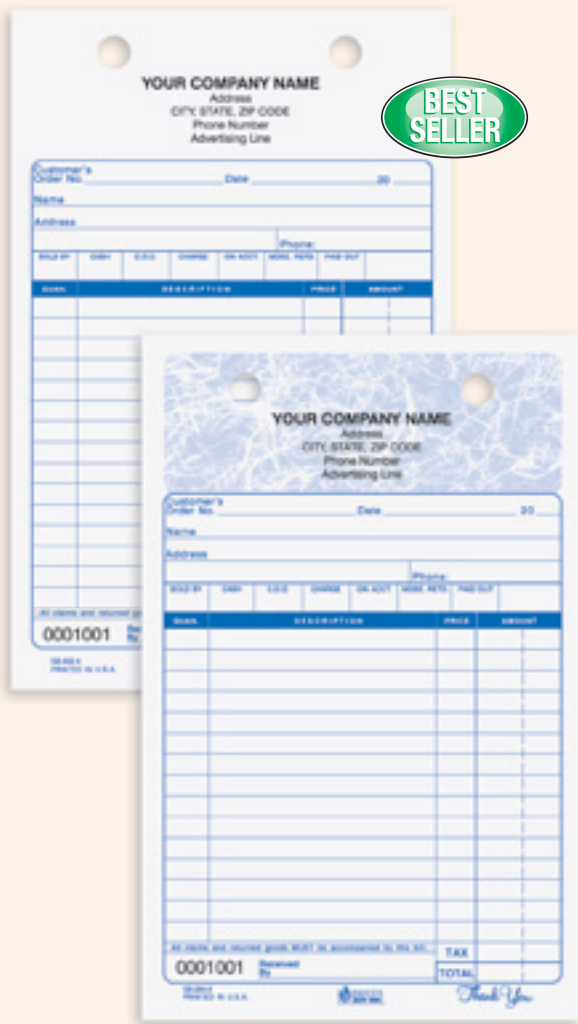 YOUR COMPANY NAME
Address
CITY, STATE, ZIP CODE
Phone Number
Advertising Line
BEST
SELLER
Customer's
Order No. Date 20
Name
Address
Phone:
SOLD BY CASH C.O.D. CHARGE ON ACCT. MDSE. RETD. PAID OUT
QUAN. DESCRIPTION PRICE AMOUNT
All claims and returned
0001001
PRINTED IN U.S.A.
YOUR COMPANY NAME
Address
CITY, STATE, ZIP CODE
Phone Number
Advertising Line
Customer's
Order No. Date 20
Name
Address
Phone:
SOLD BY CASH C.O.D. CHARGE ON ACCT. MDSE. RETD. PAID OUT
QUAN. DESCRIPTION PRICE AMOUNT
All claims and returned goods MUST be accompanied by this bill.
TAX
0001001 Received
By
TOTAL
PRINTED IN U.S.A.
Thank You